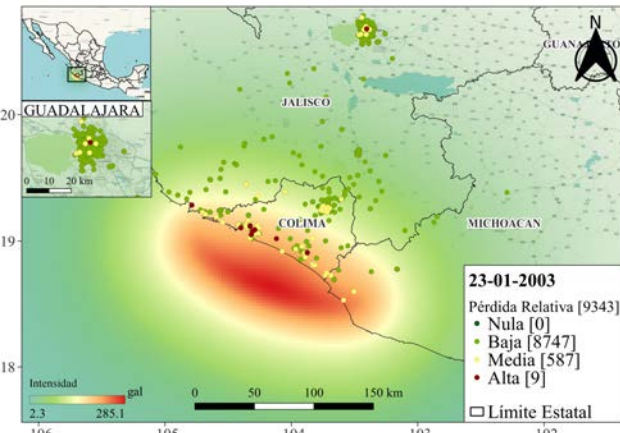 N
GUANAJUATO
GUADALAJARA
0 10 20 km
JALISCO
COLIMA
MICHOACAN
20
19
18
23-01-2003
Pérdida Relativa [9343]
Nula [0]
Baja [8747]
Media [587]
Alta [9]
Límite Estatal
Intensidad
gal
2.3 285.1
0 50 100 150 km
-106 -105 -104 -103 -102